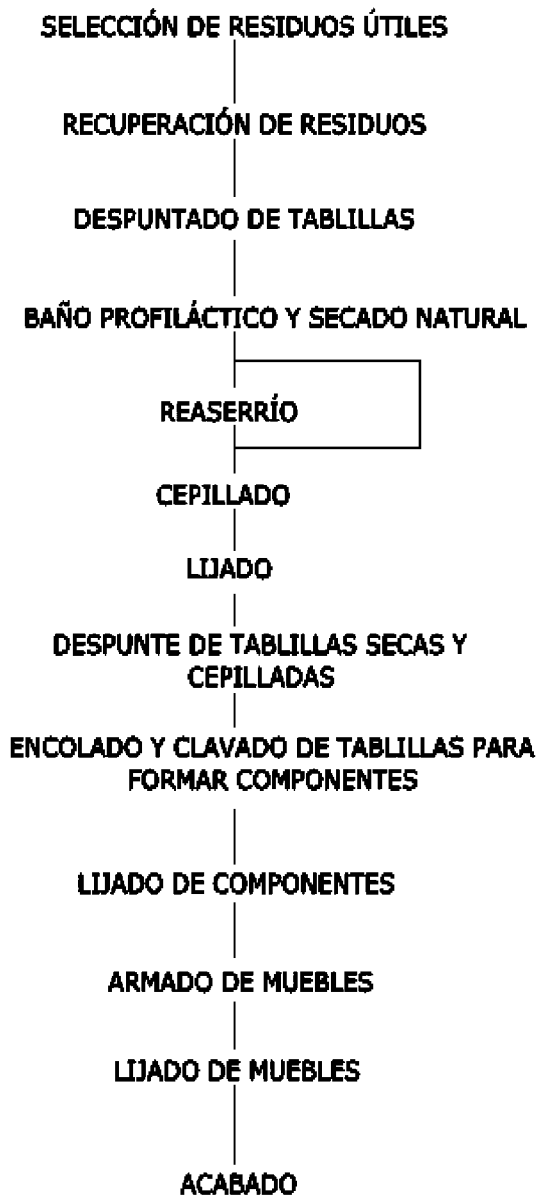 SELECCIÓN DE RESIDUOS ÚTILES
RECUPERACIÓN DE RESIDUOS
DESPUNTADO DE TABLILLAS
BAÑO PROFILÁCTICO Y SECADO NATURAL
REASERRÍO
CEPILLADO
LIJADO
DESPUNTE DE TABLILLAS SECAS Y
CEPILLADAS
ENCOLADO Y CLAVADO DE TABLILLAS PARA
FORMAR COMPONENTES
LIJADO DE COMPONENTES
ARMADO DE MUEBLES
LIJADO DE MUEBLES
ACABADO